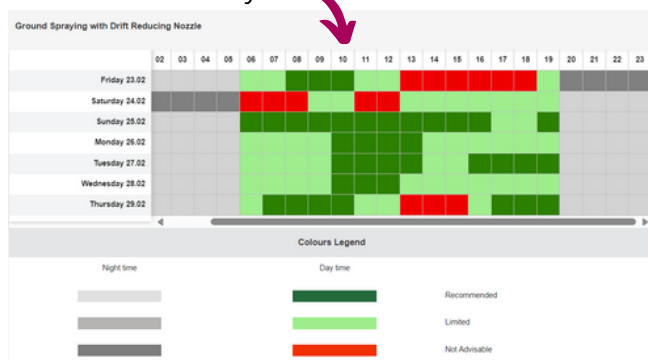 Ground Spraying with Drift Reducing Nozzle
02 03 04 05 06 07 08 09 10 11 12 13 14 15 16 17 18 19 20 21 22 23
Friday 23.02
Saturday 24.02
Sunday 25.02
Monday 26.02
Tuesday 27.02
Wednesday 28.02
Thursday 29.02
Colours Legend
Night time Day time
Recommended
Limited
Not Advisable